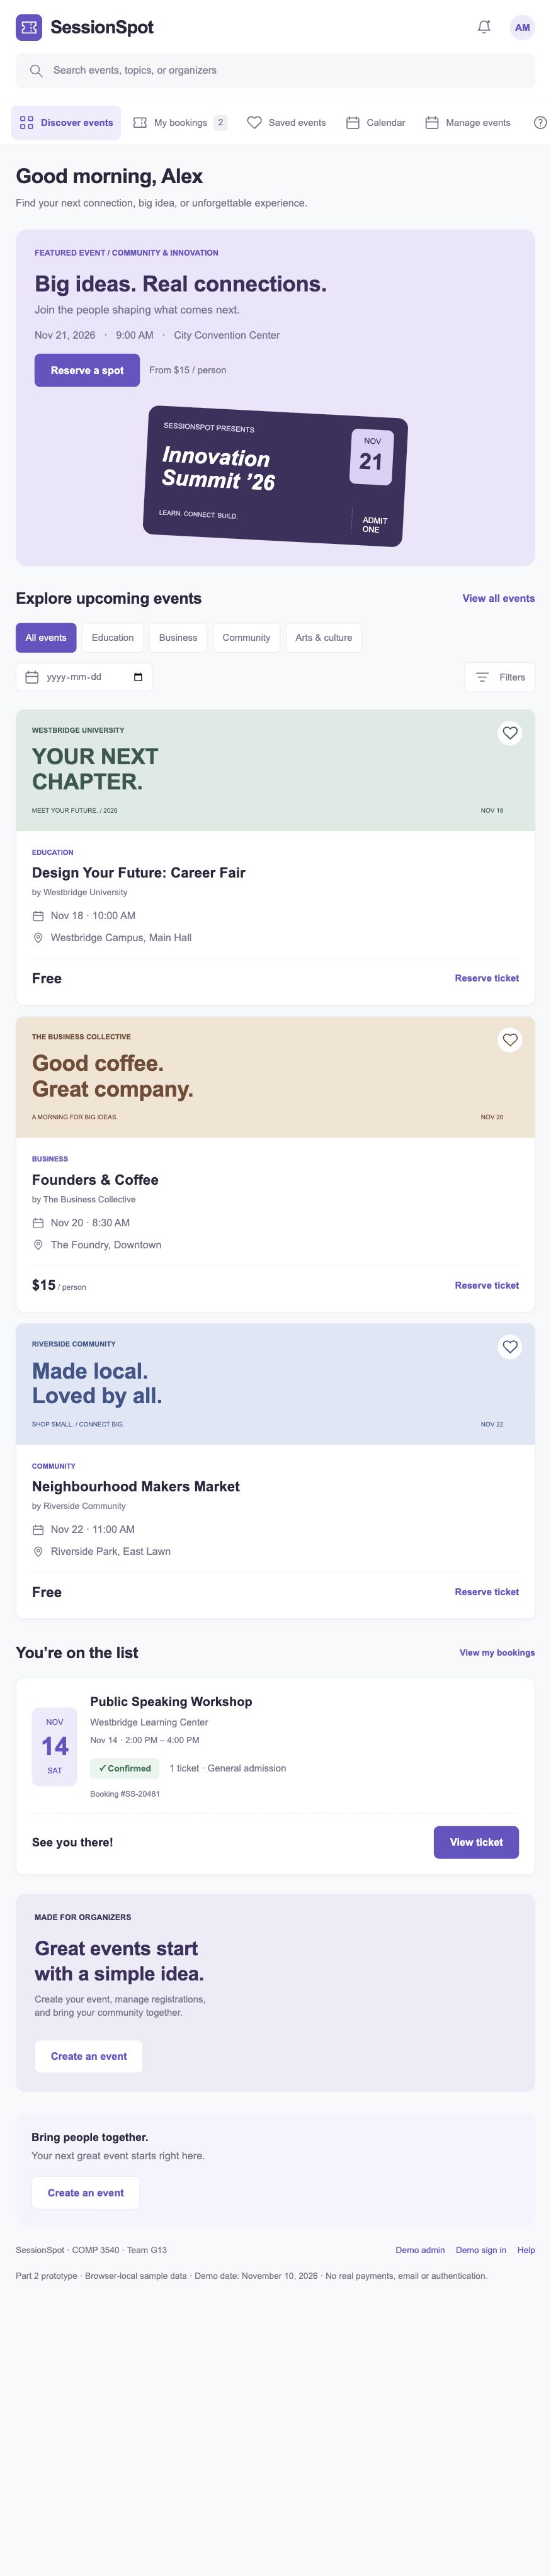 SessionSpot
AM
Search events, topics, or organizers
Discover events
My bookings 2
Saved events
Calendar
Manage events
Good morning, Alex
Find your next connection, big idea, or unforgettable experience.
FEATURED EVENT / COMMUNITY & INNOVATION
Big ideas. Real connections.
Join the people shaping what comes next.
Nov 21, 2026 · 9:00 AM · City Convention Center
Reserve a spot
From $15 / person
SESSIONSPOT PRESENTS
Innovation
Summit ’26
LEARN. CONNECT. BUILD.
NOV
21
ADMIT
ONE
Explore upcoming events
View all events
All events
Education
Business
Community
Arts & culture
yyyy-mm-dd
Filters
WESTBRIDGE UNIVERSITY
YOUR NEXT
CHAPTER.
MEET YOUR FUTURE. / 2026
NOV 18
EDUCATION
Design Your Future: Career Fair
by Westbridge University
Nov 18 · 10:00 AM
Westbridge Campus, Main Hall
Free
Reserve ticket
THE BUSINESS COLLECTIVE
Good coffee.
Great company.
A MORNING FOR BIG IDEAS.
NOV 20
BUSINESS
Founders & Coffee
by The Business Collective
Nov 20 · 8:30 AM
The Foundry, Downtown
$15 / person
Reserve ticket
RIVERSIDE COMMUNITY
Made local.
Loved by all.
SHOP SMALL. / CONNECT BIG.
NOV 22
COMMUNITY
Neighbourhood Makers Market
by Riverside Community
Nov 22 · 11:00 AM
Riverside Park, East Lawn
Free
Reserve ticket
You’re on the list
View my bookings
NOV
14
SAT
Public Speaking Workshop
Westbridge Learning Center
Nov 14 · 2:00 PM – 4:00 PM
✓ Confirmed
1 ticket · General admission
Booking #SS-20481
See you there!
View ticket
MADE FOR ORGANIZERS
Great events start
with a simple idea.
Create your event, manage registrations,
and bring your community together.
Create an event
Bring people together.
Your next great event starts right here.
Create an event
SessionSpot · COMP 3540 · Team G13
Demo admin
Demo sign in
Help
Part 2 prototype · Browser-local sample data · Demo date: November 10, 2026 · No real payments, email or authentication.